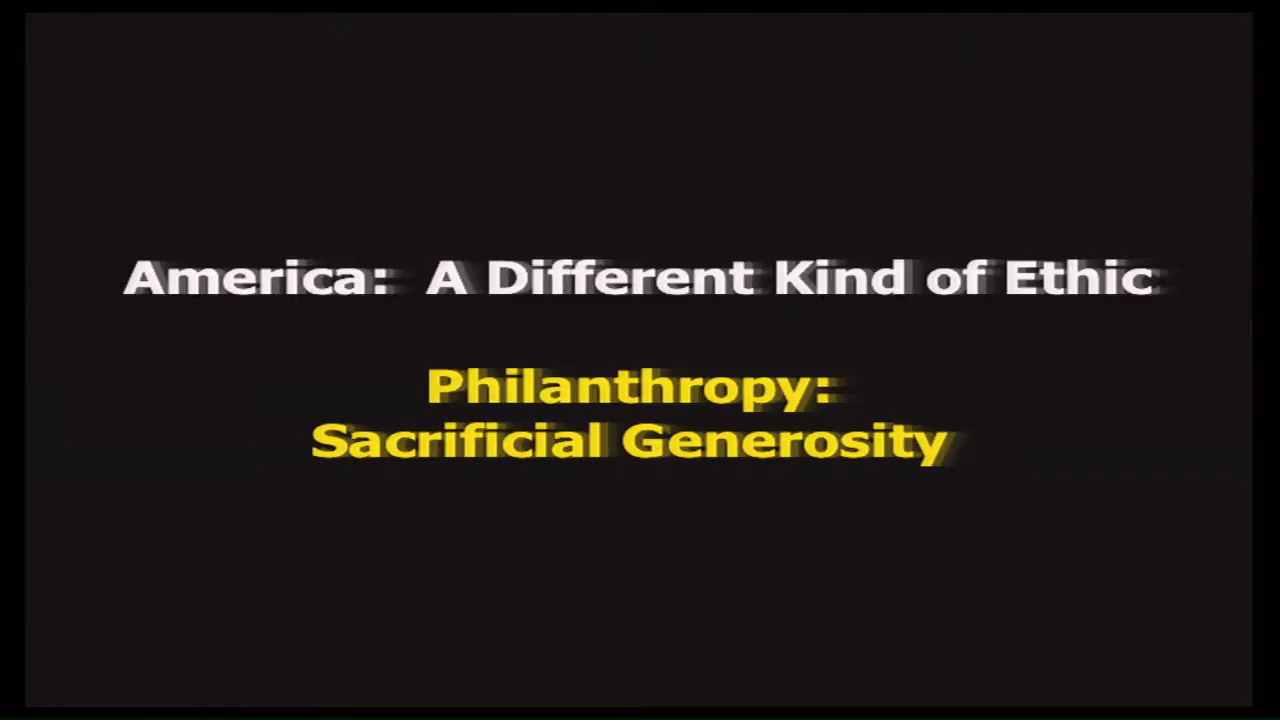 America:  A Different Kind of Ethic
Philanthropy:
Sacrificial Generosity